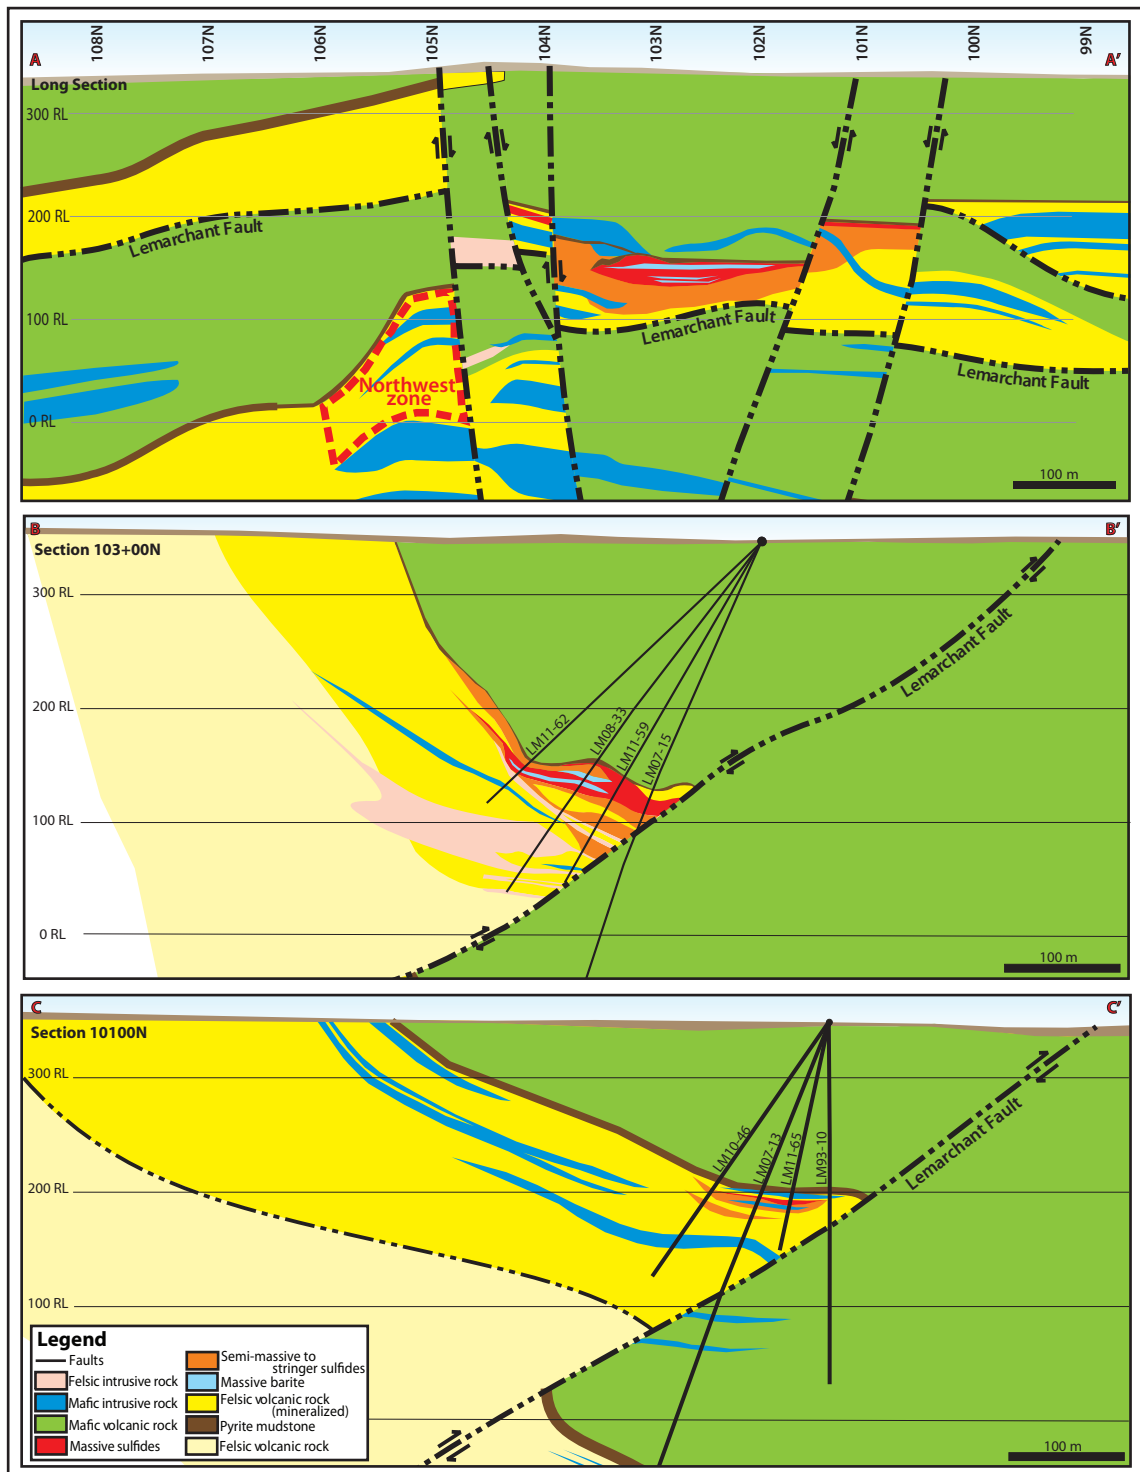 108N
107N
106N
105N
104N
103N
102N
101N
100N
99N
A
A'
Long Section
300 RL
200 RL
Lemarchant Fault
100 RL
Lemarchant Fault
Lemarchant Fault
Northwest
zone
0 RL
100 m
B
B'
Section 103+00N
300 RL
Lemarchant Fault
200 RL
LM11-62
LM08-33
LM11-59
LM07-15
100 RL
0 RL
100 m
C
C'
Section 10100N
300 RL
Lemarchant Fault
LM10-46
LM07-13
LM11-65
LM93-10
200 RL
100 RL
Legend
Faults
Felsic intrusive rock
Mafic intrusive rock
Mafic volcanic rock
Massive sulfides
Semi-massive to
stringer sulfides
Massive barite
Felsic volcanic rock
(mineralized)
Pyrite mudstone
Felsic volcanic rock
100 m